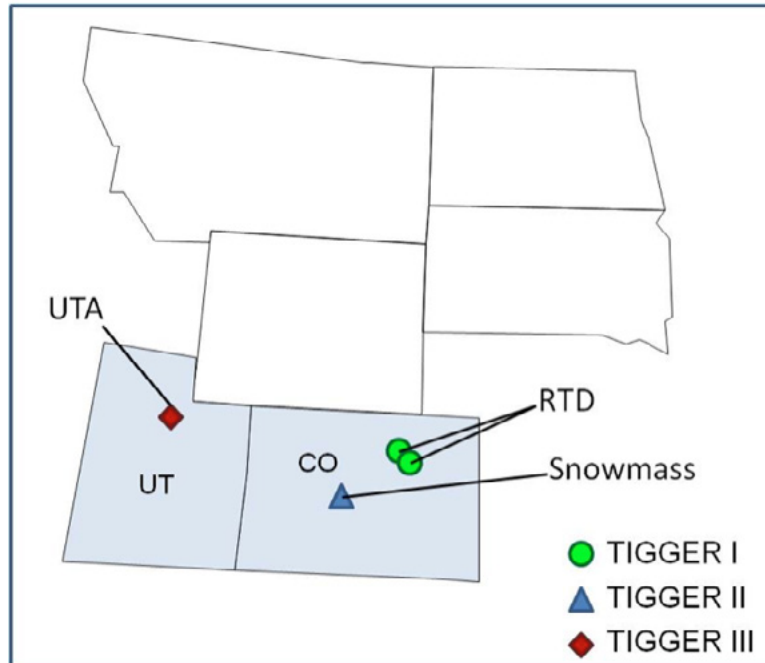 UTA
RTD
CO
Snowmass
UT
TIGGER I
TIGGER II
TIGGER III